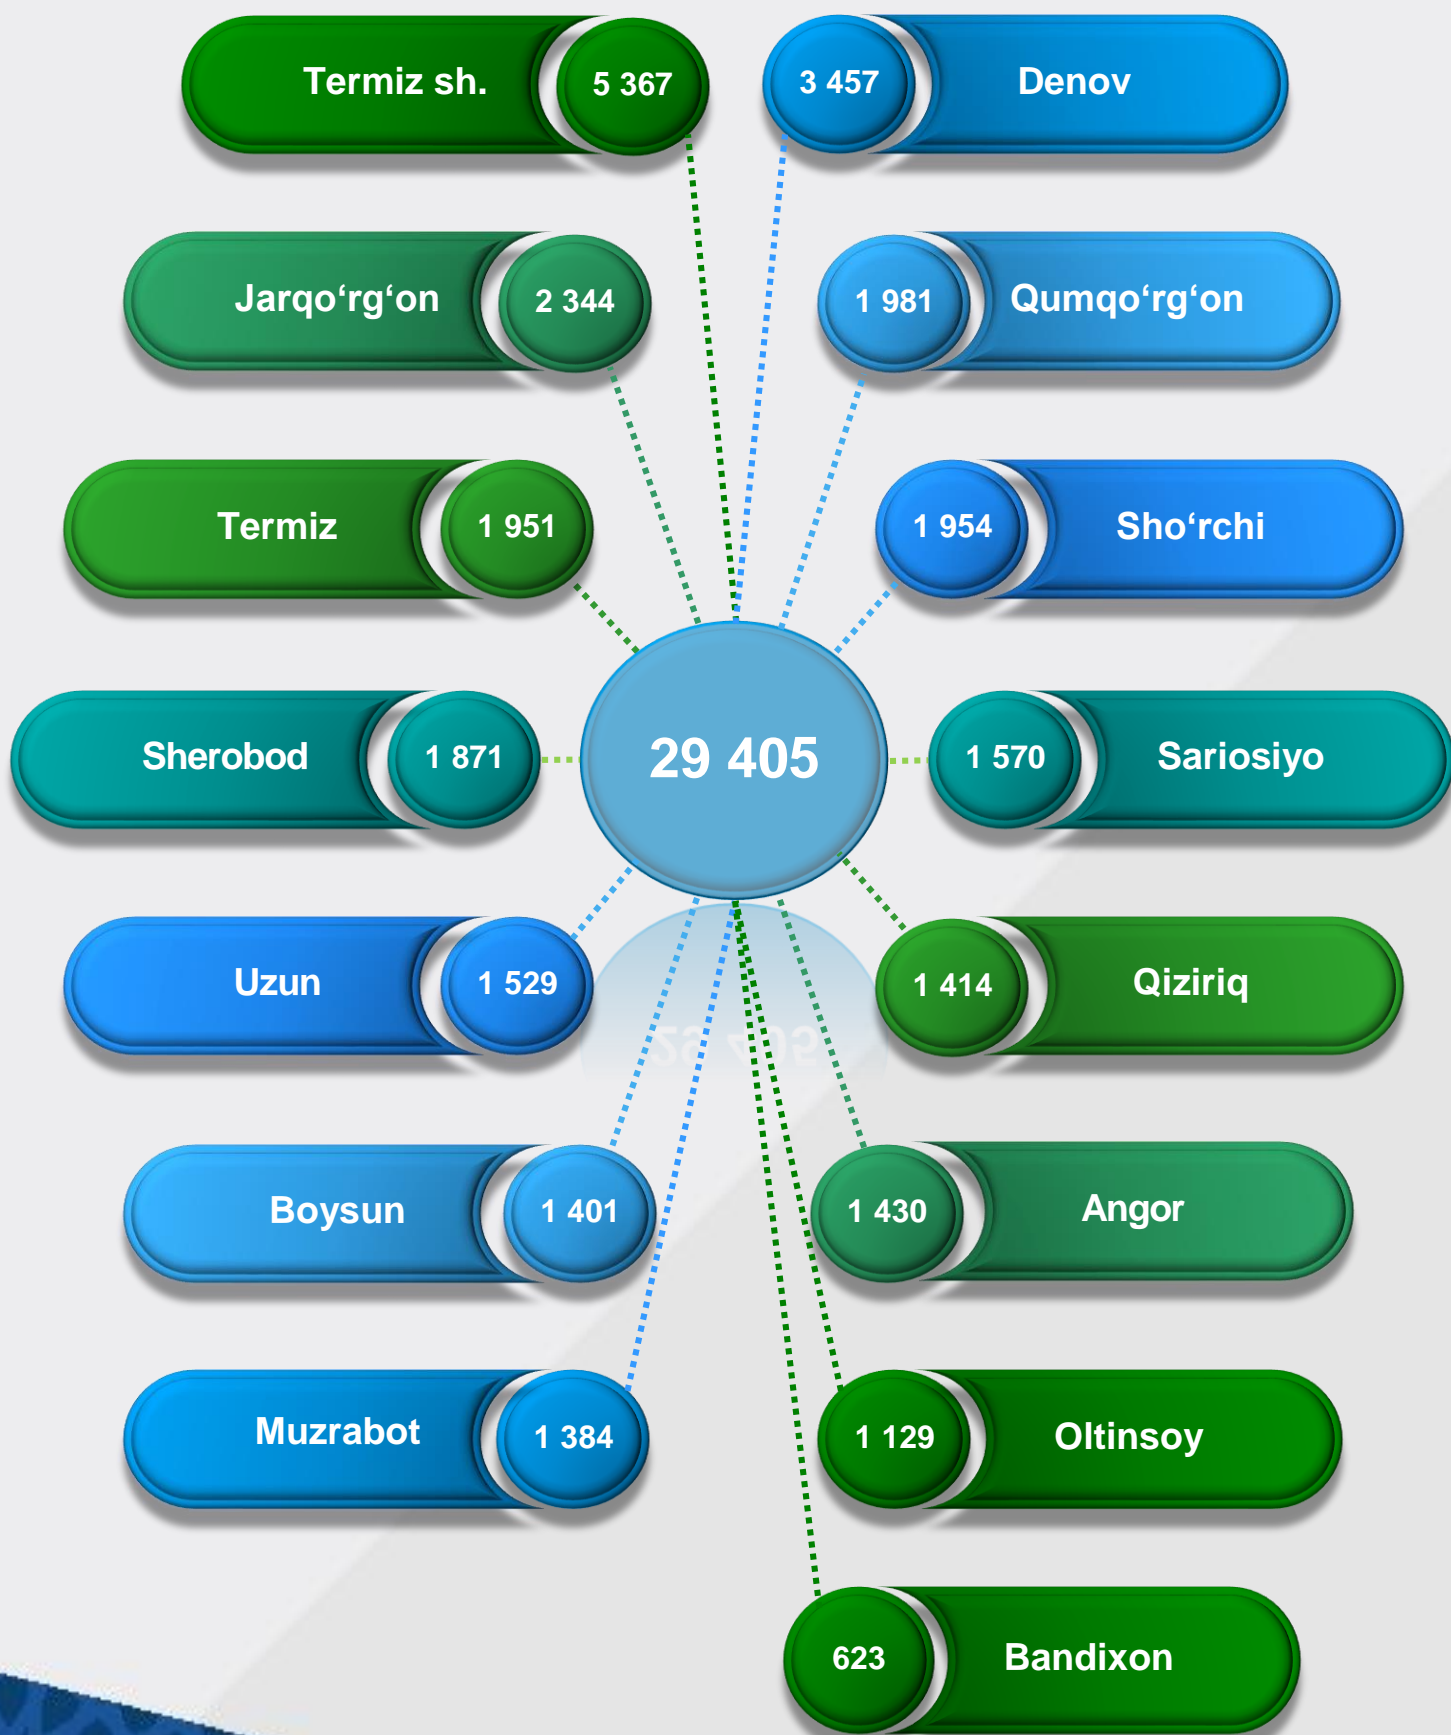 Termiz sh. 5 367
3 457 Denov
Jarqo‘rg‘on 2 344
1 981 Qumqo‘rg‘on
Termiz 1 951
1 954 Sho‘rchi
Sherobod 1 871
29 405
1 570 Sariosiyo
Uzun 1 529
1 414 Qiziriq
Boysun 1 401
1 430 Angor
Muzrabot 1 384
1 129 Oltinsoy
623 Bandixon